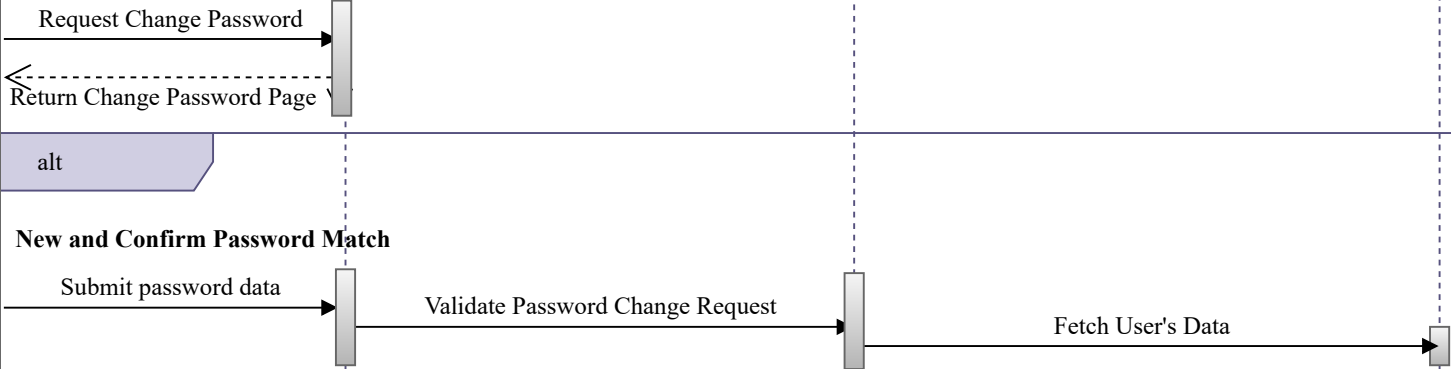 Request Change Password
Return Change Password Page
alt
New and Confirm Password Match
Submit password data
Validate Password Change Request
Fetch User's Data